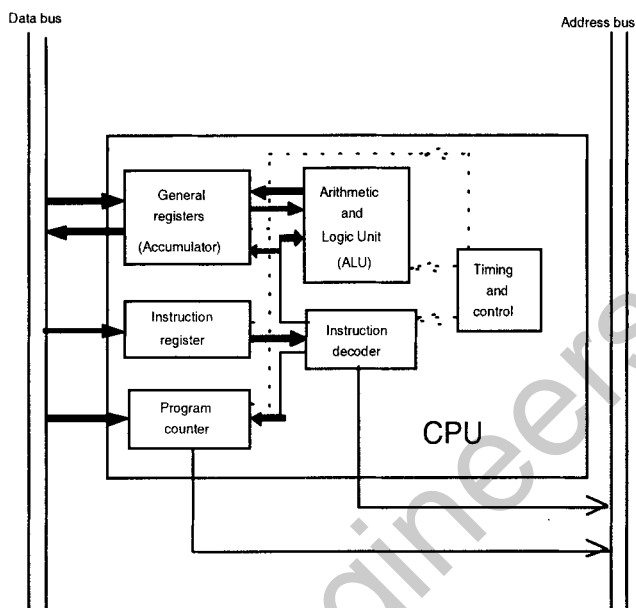 Data bus
Address bus
General
registers
(Accumulator)
Arithmetic
and
Logic Unit
(ALU)
Timing
and
control
Instruction
register
Instruction
decoder
Program
counter
CPU
gineers